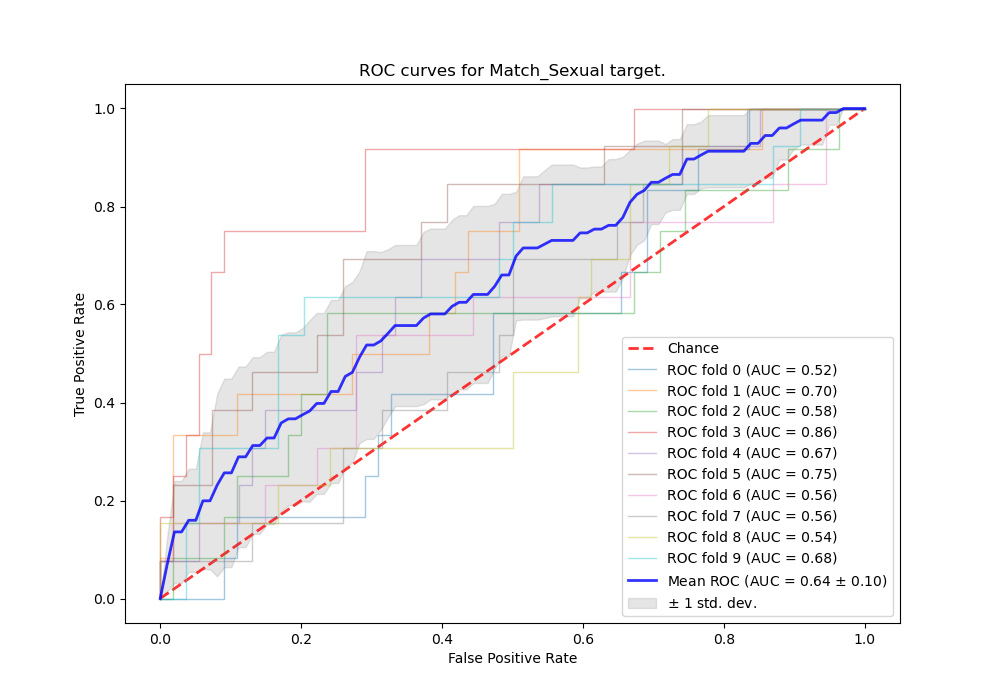 ROC curves for Match_Sexual target.
True Positive Rate
1.0
0.8
0.6
0.4
0.2
0.0
0.0 0.2 0.4 0.6 0.8 1.0
False Positive Rate
Chance
ROC fold 0 (AUC = 0.52)
ROC fold 1 (AUC = 0.70)
ROC fold 2 (AUC = 0.58)
ROC fold 3 (AUC = 0.86)
ROC fold 4 (AUC = 0.67)
ROC fold 5 (AUC = 0.75)
ROC fold 6 (AUC = 0.56)
ROC fold 7 (AUC = 0.56)
ROC fold 8 (AUC = 0.54)
ROC fold 9 (AUC = 0.68)
Mean ROC (AUC = 0.64 ± 0.10)
± 1 std. dev.